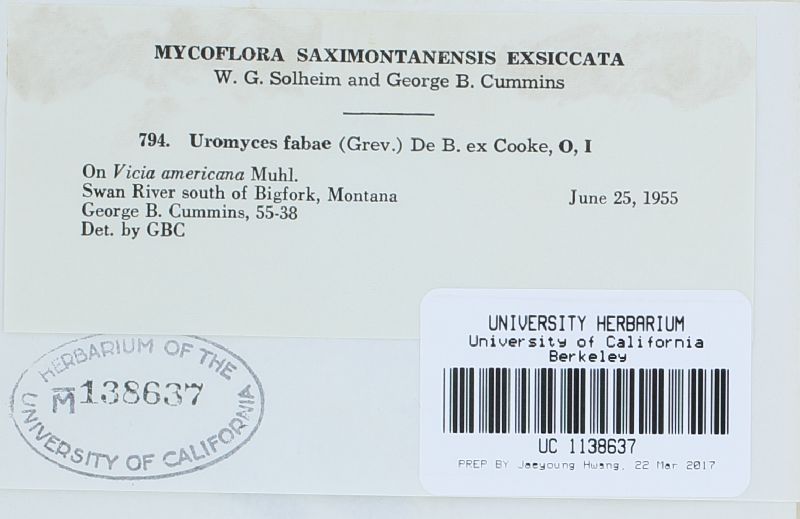 MYCOFLORA SAXIMONTANENSIS EXSICCATA
W. G. Solheim and George B. Cummins
794. Uromyces fabae (Grev.) De B. ex Cooke, O, I
On Vicia americana Muhl.
Swan River south of Bigfork, Montana June 25, 1955
George B. Cummins, 55-38
Det. by GBC
UNIVERSITY HERBARIUM
University of California
Berkeley
UC 1138637
PREP BY Jaeyoung Hwang, 22 Mar 2017
HERBARIUM OF THE
M 138637
UNIVERSITY OF CALIFORNIA